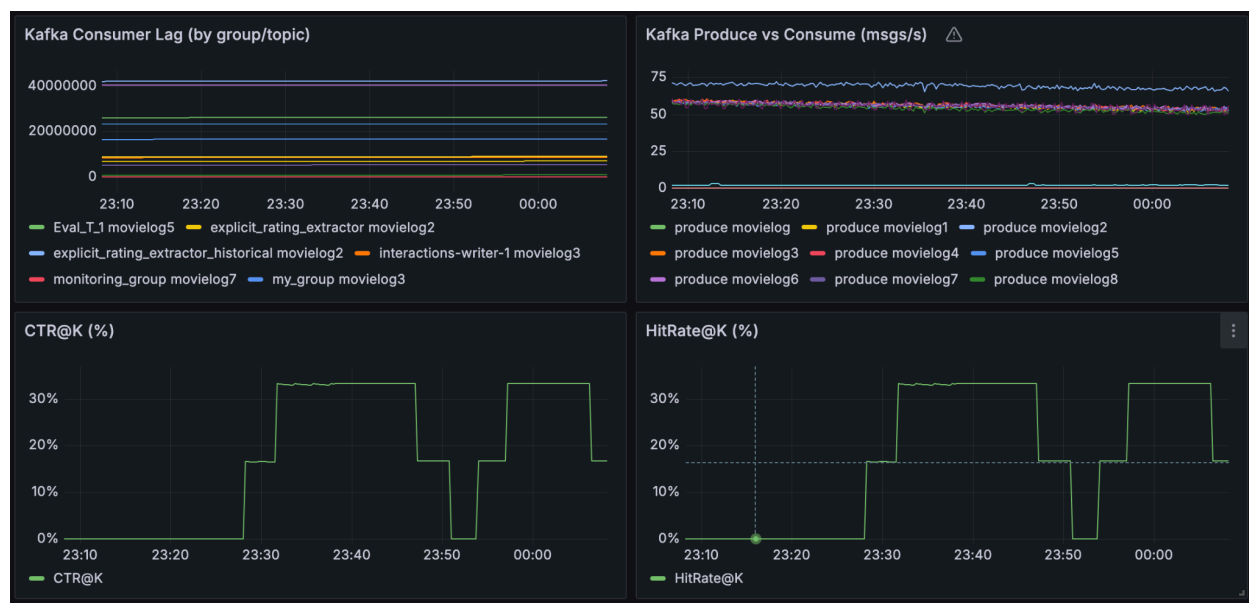 Kafka Consumer Lag (by group/topic)
40000000
20000000
0
23:10 23:20 23:30 23:40 23:50 00:00
Eval_T_1 movielog5 explicit_rating_extractor movielog2
explicit_rating_extractor_historical movielog2 interactions-writer-1 movielog3
monitoring_group movielog7 my_group movielog3
Kafka Produce vs Consume (msgs/s)
75
50
25
0
23:10 23:20 23:30 23:40 23:50 00:00
produce movielog produce movielog1 produce movielog2
produce movielog3 produce movielog4 produce movielog5
produce movielog6 produce movielog7 produce movielog8
CTR@K (%)
30%
20%
10%
0%
23:10 23:20 23:30 23:40 23:50 00:00
CTR@K
HitRate@K (%)
30%
20%
10%
0%
23:10 23:20 23:30 23:40 23:50 00:00
HitRate@K